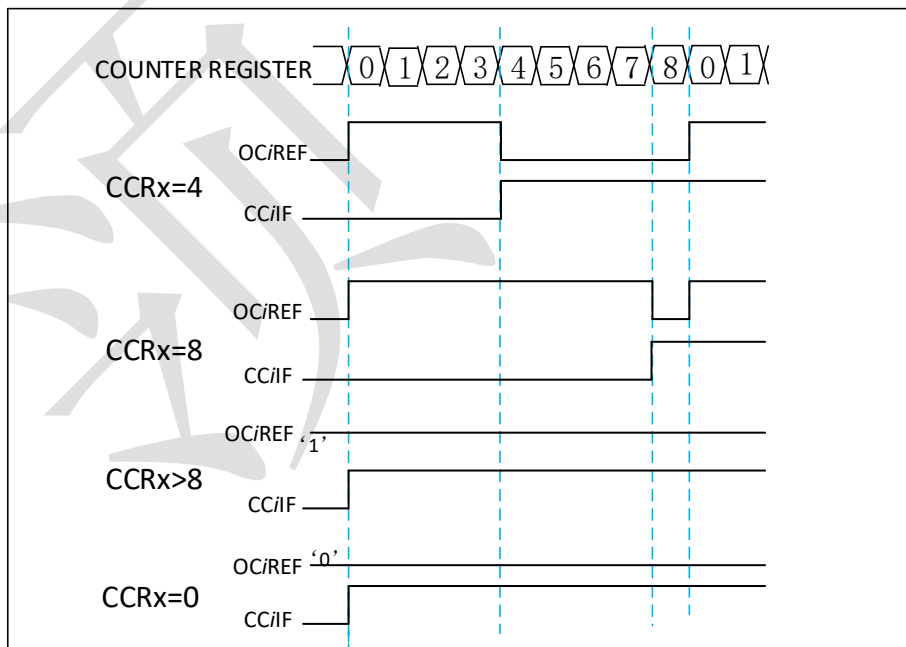 COUNTER REGISTER 0 1 2 3 4 5 6 7 8 0 1
OCiREF
CCRx=4
CCiIF
OCiREF
CCRx=8
CCiIF
OCiREF '1'
CCRx>8
CCiIF
OCiREF '0'
CCRx=0
CCiIF